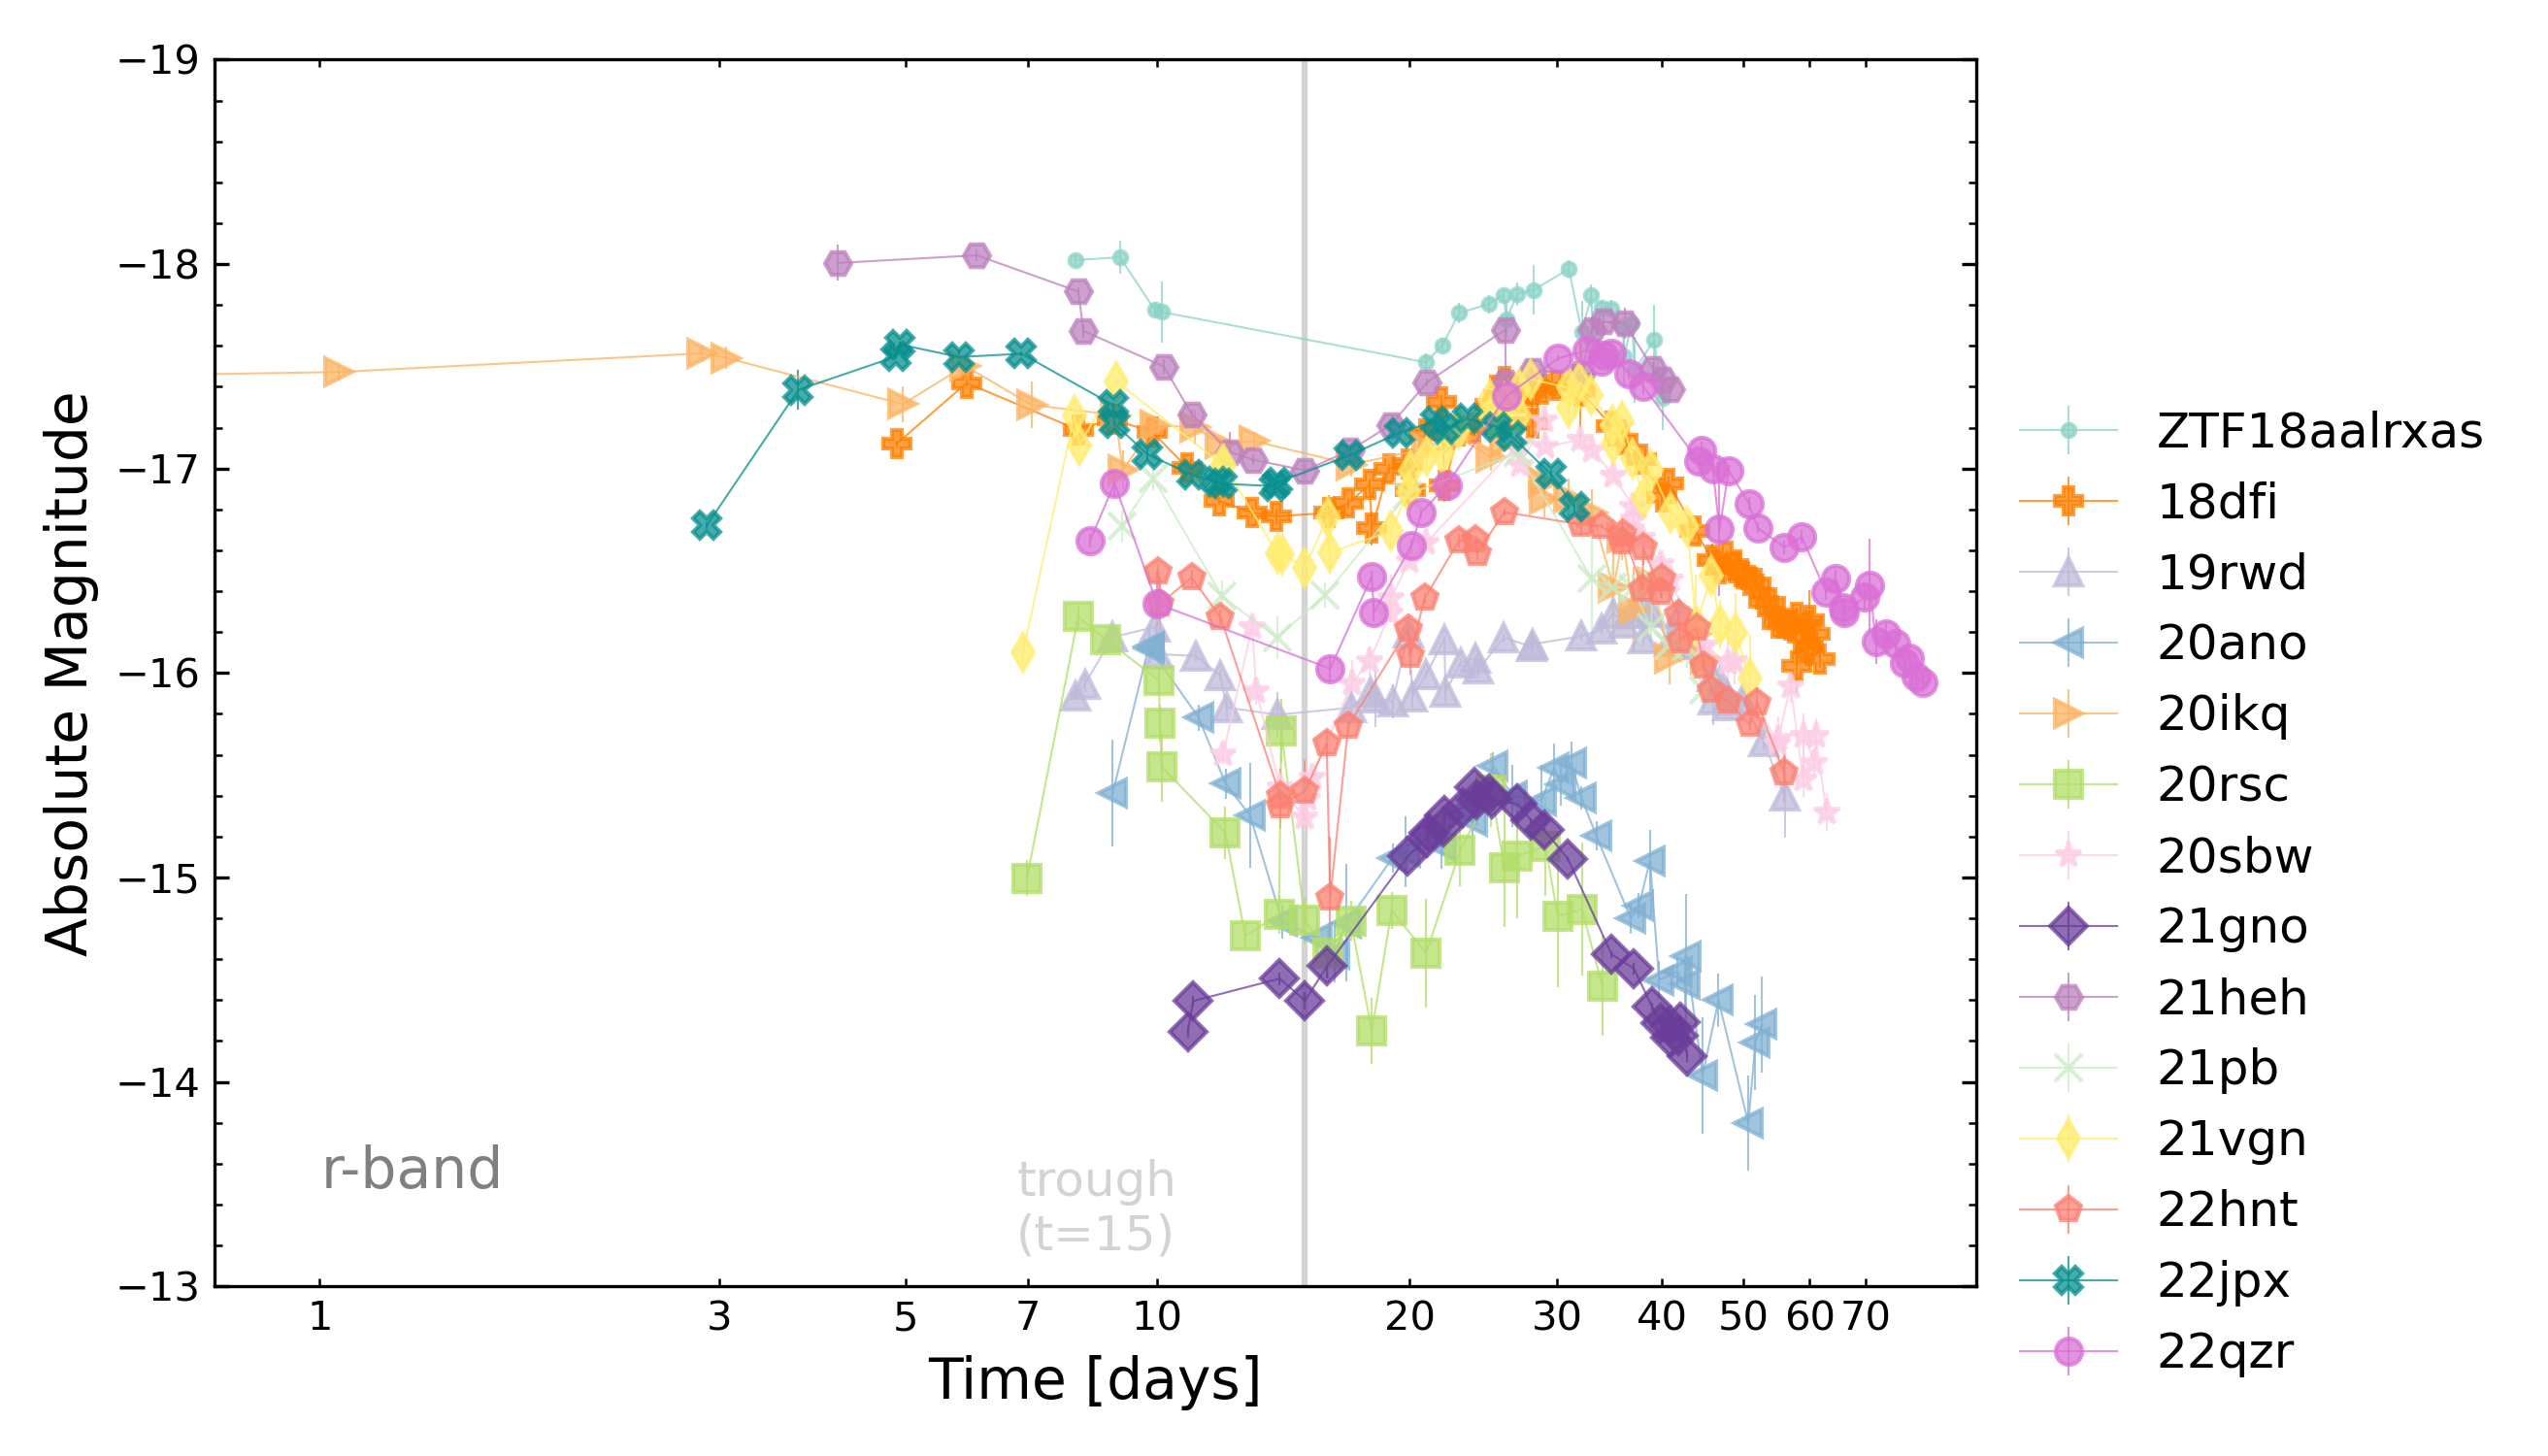 Absolute Magnitude
−19
−18
−17
−16
−15
−14
−13
r-band
trough
(t=15)
1 3 5 7 10 20 30 40 50 60 70
Time [days]
ZTF18aalrxas
18dfi
19rwd
20ano
20ikq
20rsc
20sbw
21gno
21heh
21pb
21vgn
22hnt
22jpx
22qzr